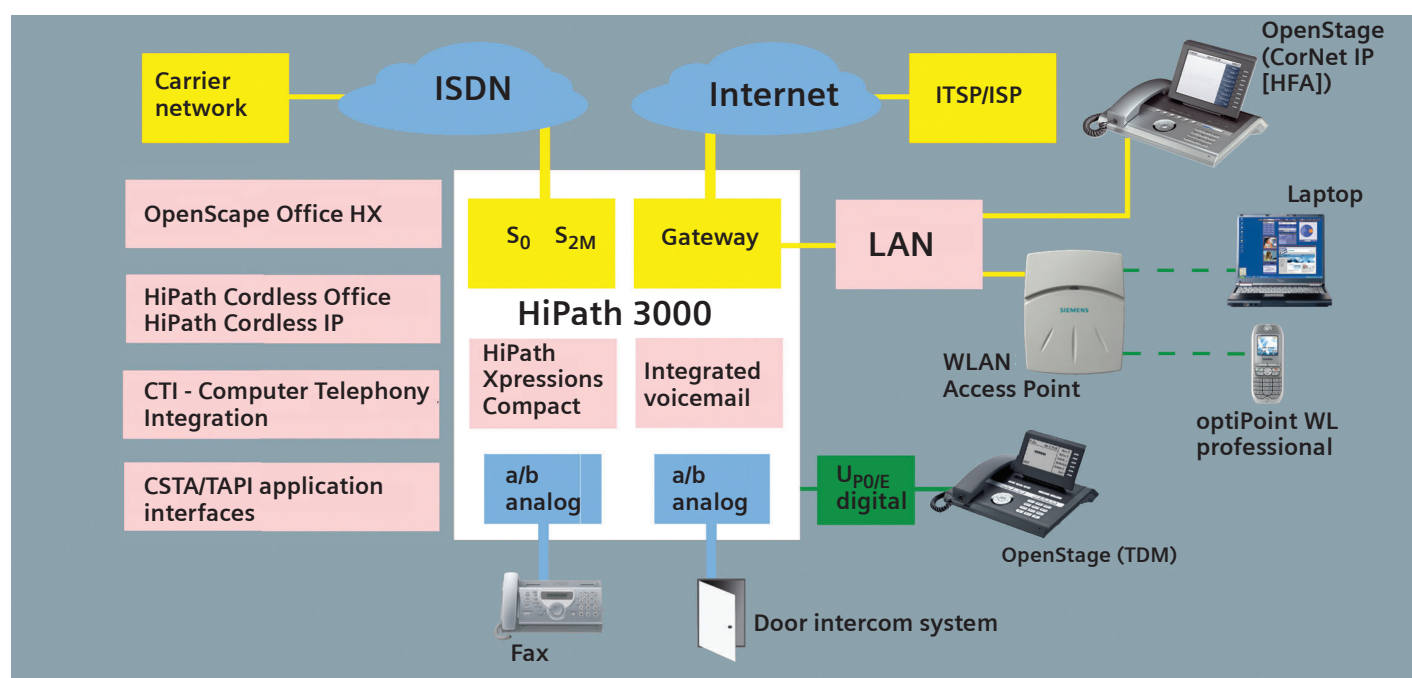 Carrier
network
ISDN
Internet
ITSP/ISP
OpenStage
(CorNet IP
[HFA])
OpenScape Office HX
S0 S2M
Gateway
LAN
Laptop
HiPath Cordless Office
HiPath Cordless IP
HiPath 3000
SIEMENS
HiPath
Xpressions
Compact
Integrated
voicemail
WLAN
Access Point
CTI - Computer Telephony
Integration
optiPoint WL
professional
CSTA/TAPI application
interfaces
a/b
analog
a/b
analog
UP0/E
digital
OpenStage (TDM)
Door intercom system
Fax